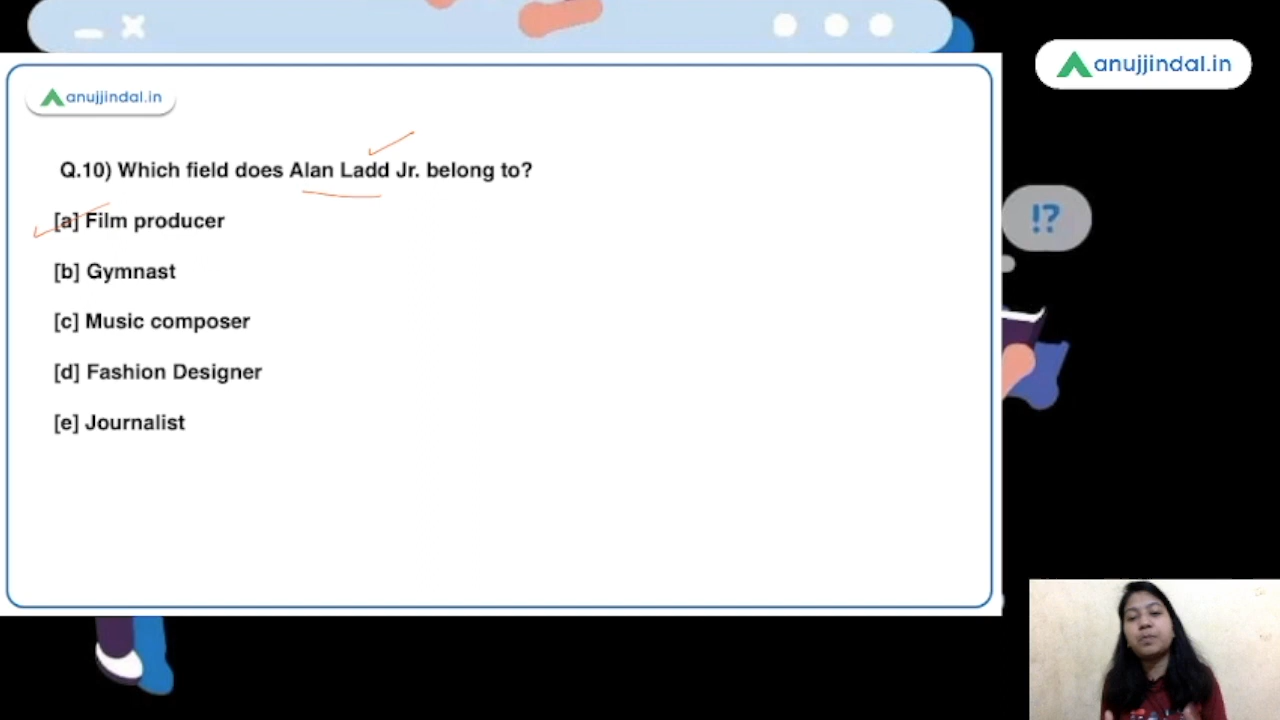 anujjindal.in
anujjindal.in
Q.10) Which field does Alan Ladd Jr. belong to?
!?
[a] Film producer
[b] Gymnast
[c] Music composer
[d] Fashion Designer
[e] Journalist